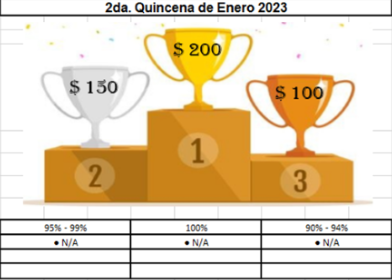 2da. Quincena de Enero 2023
$ 200
$ 150
$ 100
1
2
3
95% - 99% 100% 90% - 94%
• N/A • N/A • N/A